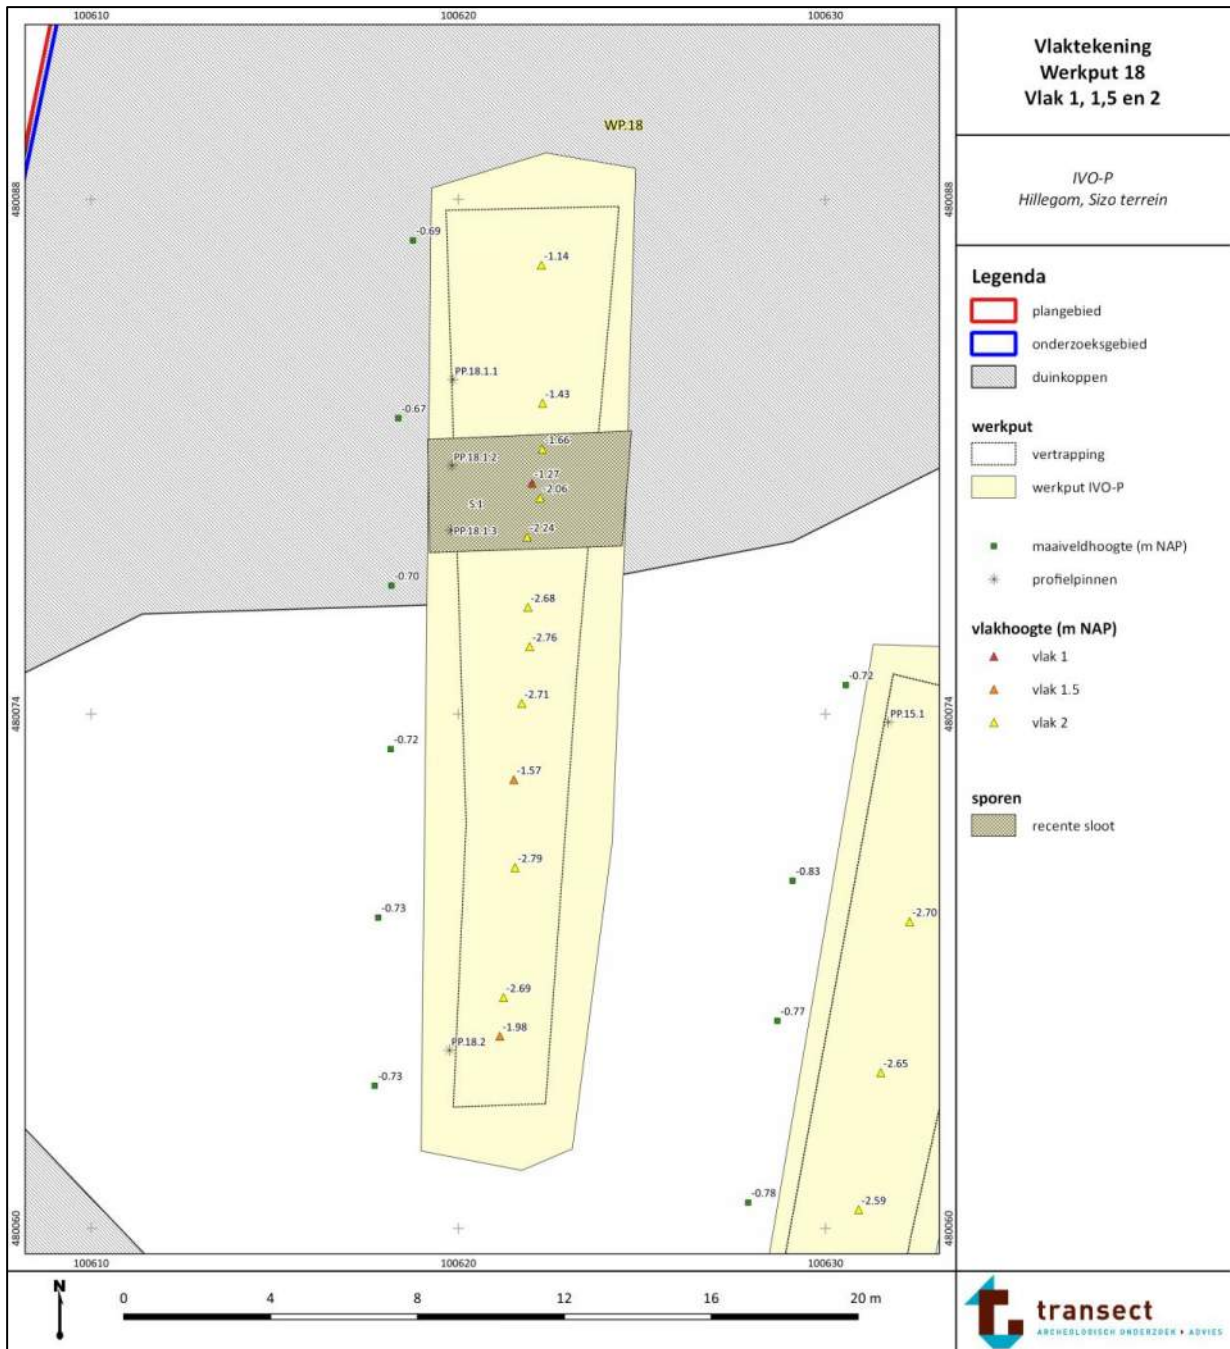 100610
100620
100630
Vlaktekening
Werkput 18
Vlak 1, 1,5 en 2
IVO-P
Hillegom, Sizo terrein
WP.18
480088
480088
-0.69
-1.14
PP.18.1.1
-1.43
-0.67
-1.66
PP.18.1.2
-1.27
-2.06
S.1
PP.18.1.3
-2.24
-0.70
-2.68
-2.76
-0.72
-2.71
480074
480074
PP.15.1
-0.72
-1.57
-2.79
-0.83
-0.73
-2.70
-2.69
-0.77
-1.98
PP.18.2
-0.73
-2.65
-0.78
-2.59
480060
480060
100610
100620
100630
Legenda
plangebied
onderzoeksgebied
duinkoppen
werkput
vertrapping
werkput IVO-P
maaiveldhoogte (m NAP)
profielpinnen
vlakhoogte (m NAP)
vlak 1
vlak 1.5
vlak 2
sporen
recente sloot
N
0 4 8 12 16 20 m
transect
ARCHEOLOGISCH ONDERZOEK & ADVIES